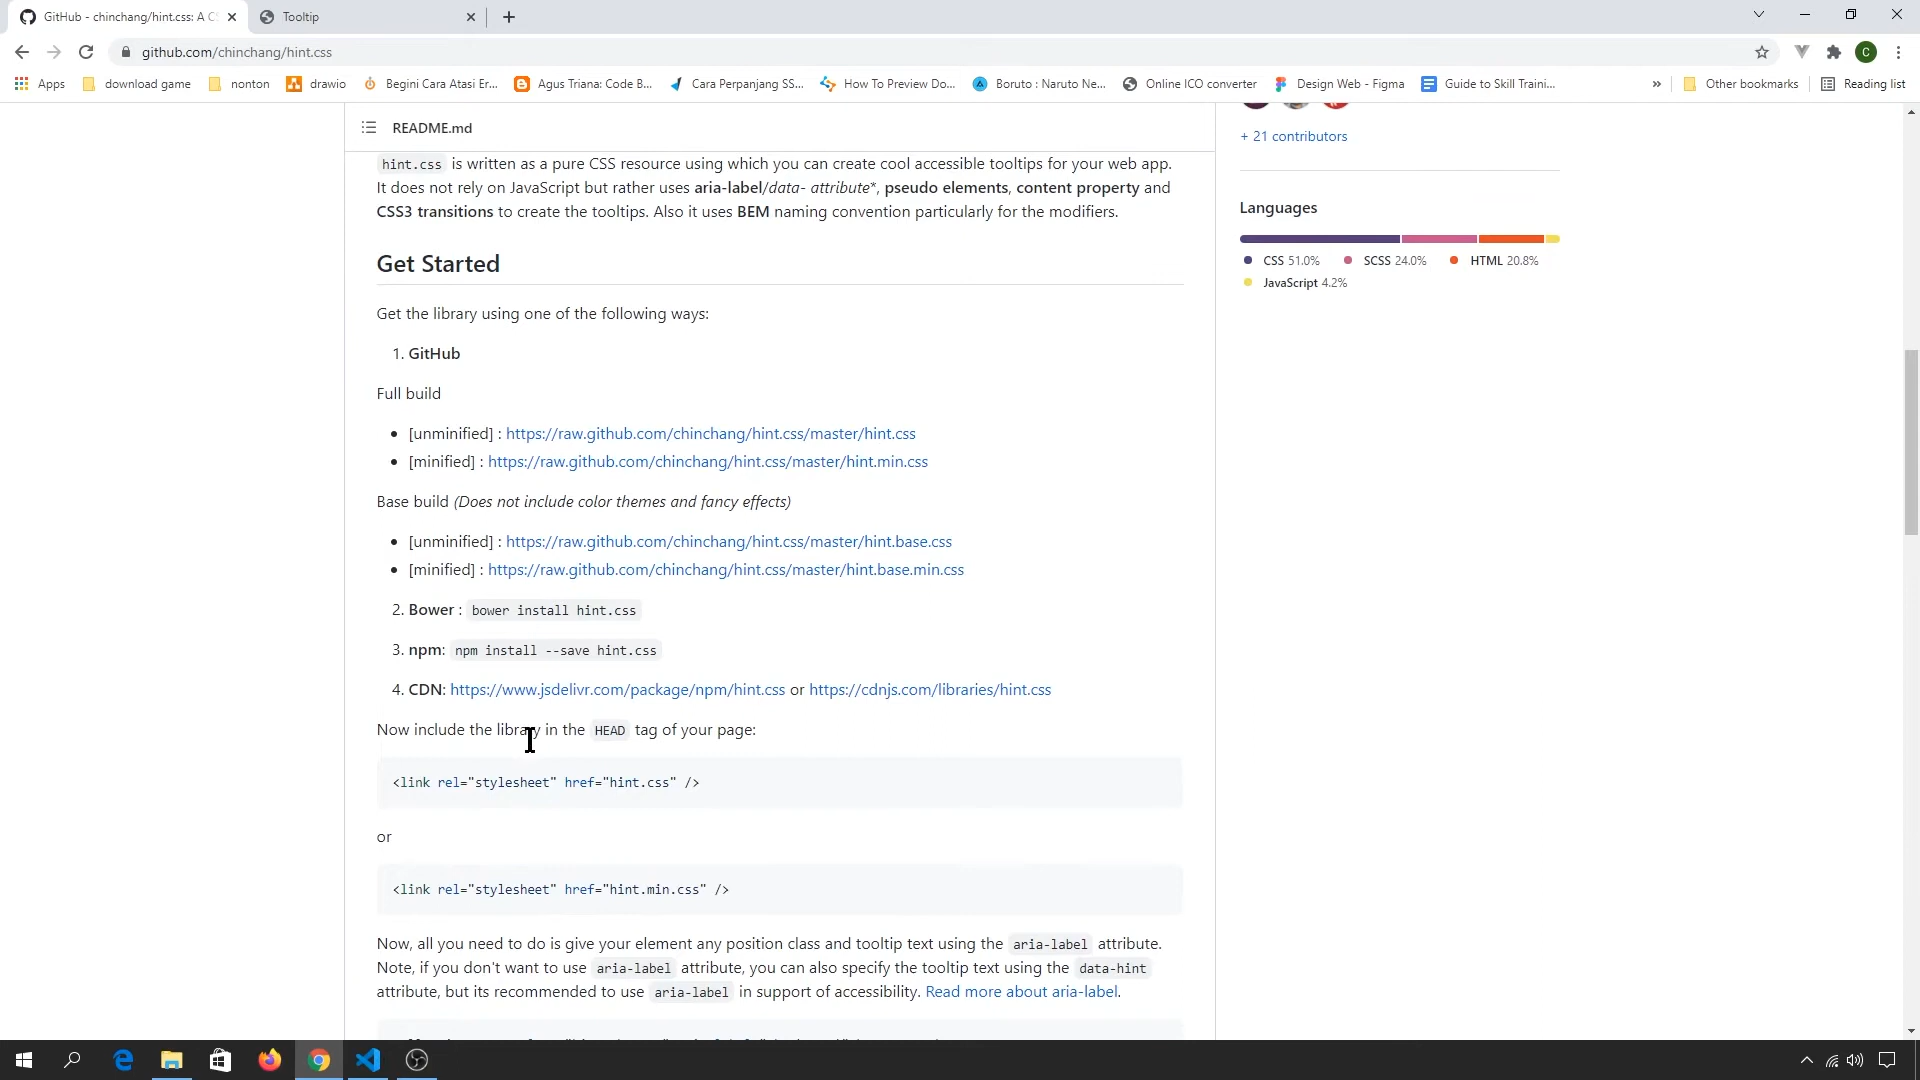 GitHub - chinchang/hint.css: A CS
Tooltip
github.com/chinchang/hint.css
C
Apps
download game
nonton
drawio
Begini Cara Atasi Er...
Agus Triana: Code B...
Cara Perpanjang SS...
How To Preview Do...
Boruto : Naruto Ne...
Online ICO converter
Design Web - Figma
Guide to Skill Traini...
»
Other bookmarks
Reading list
README.md
hint.css is written as a pure CSS resource using which you can create cool accessible tooltips for your web app.
It does not rely on JavaScript but rather uses aria-label/data- attribute*, pseudo elements, content property and
CSS3 transitions to create the tooltips. Also it uses BEM naming convention particularly for the modifiers.
Get Started
Get the library using one of the following ways:
1. GitHub
Full build
• [unminified] : https://raw.github.com/chinchang/hint.css/master/hint.css
• [minified] : https://raw.github.com/chinchang/hint.css/master/hint.min.css
Base build (Does not include color themes and fancy effects)
• [unminified] : https://raw.github.com/chinchang/hint.css/master/hint.base.css
• [minified] : https://raw.github.com/chinchang/hint.css/master/hint.base.min.css
2. Bower : bower install hint.css
3. npm: npm install --save hint.css
4. CDN: https://www.jsdelivr.com/package/npm/hint.css or https://cdnjs.com/libraries/hint.css
Now include the library in the HEAD tag of your page:
<link rel="stylesheet" href="hint.css" />
or
<link rel="stylesheet" href="hint.min.css" />
Now, all you need to do is give your element any position class and tooltip text using the aria-label attribute.
Note, if you don't want to use aria-label attribute, you can also specify the tooltip text using the data-hint
attribute, but its recommended to use aria-label in support of accessibility. Read more about aria-label.
+ 21 contributors
Languages
CSS 51.0%
SCSS 24.0%
HTML 20.8%
JavaScript 4.2%